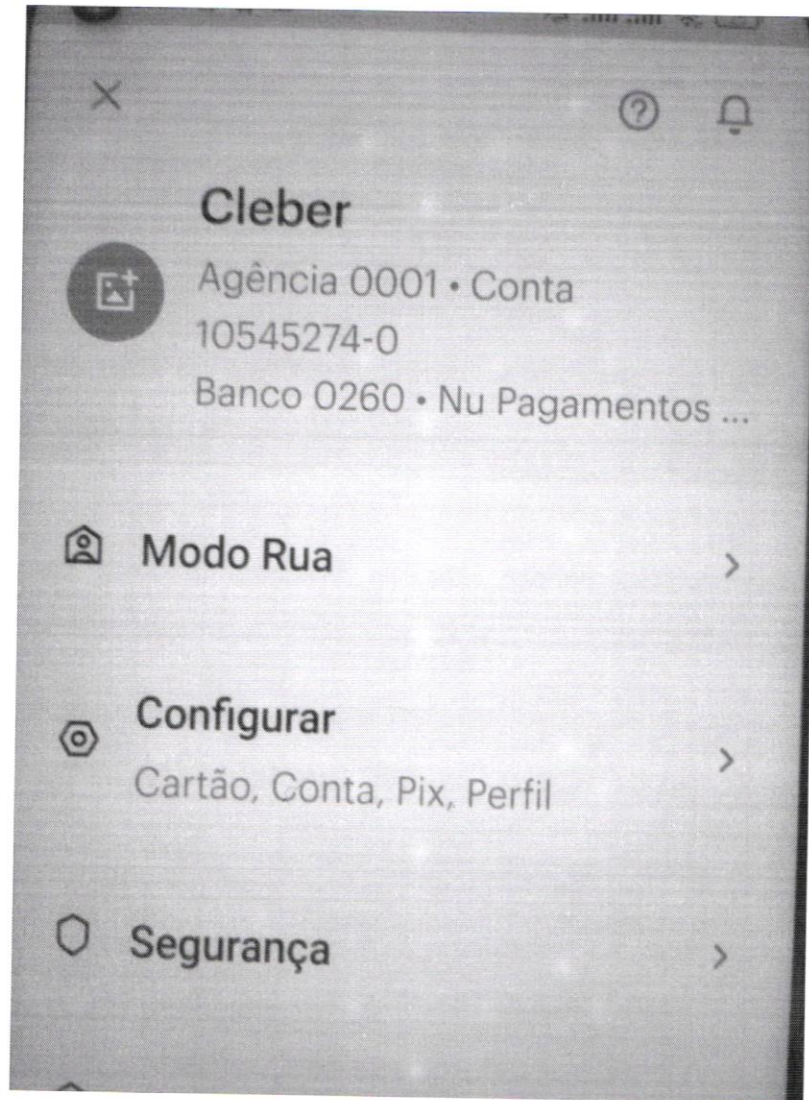 Cleber
Agência 0001 • Conta
10545274-0
Banco 0260 • Nu Pagamentos ...
Modo Rua
Configurar
Cartão, Conta, Pix, Perfil
Segurança